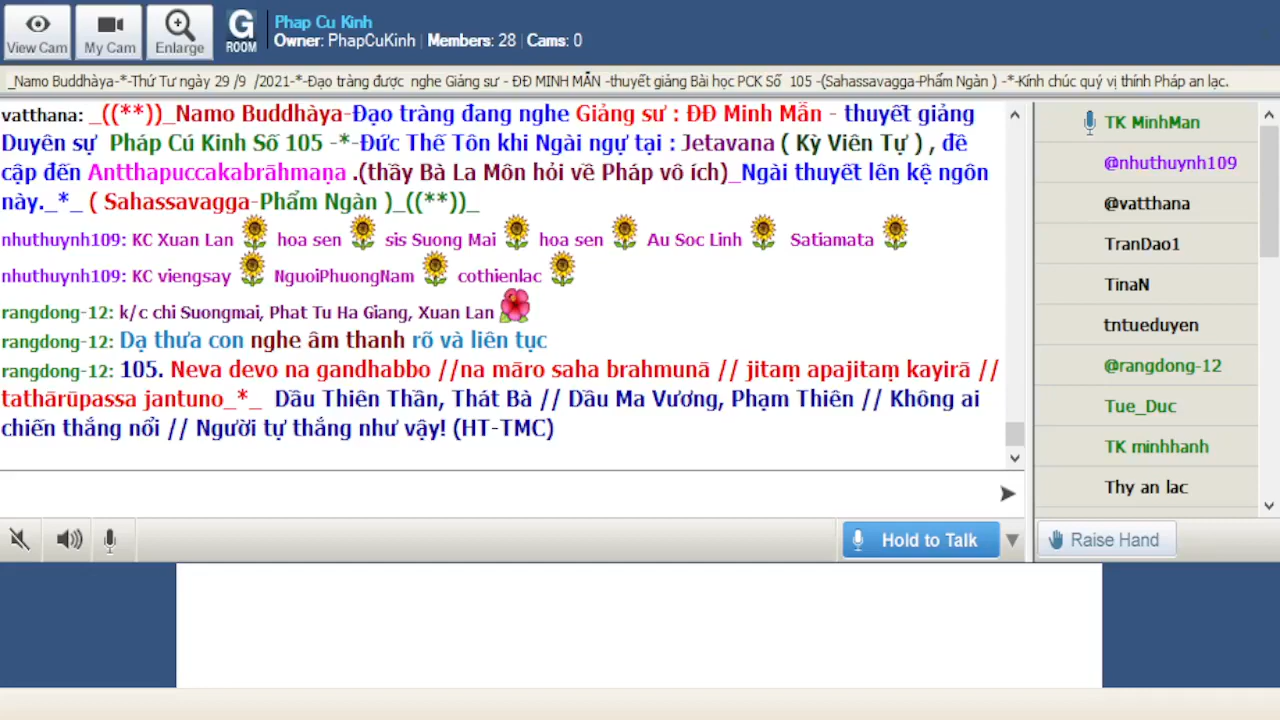 View Cam
My Cam
Enlarge
G
ROOM
Phap Cu Kinh
Owner: PhapCuKinh | Members: 28 | Cams: 0
_Namo Buddhàya-*-Thứ Tư ngày 29 /9 /2021-*-Đạo tràng được nghe Giảng sư - ĐĐ MINH MẪN -thuyết giảng Bài học PCK Số 105 -(Sahassavagga-Phẩm Ngàn ) -*-Kính chúc quý vị thính Pháp an lạc.
vatthana: _((**))_Namo Buddhàya-Đạo tràng đang nghe Giảng sư : ĐĐ Minh Mẫn - thuyết giảng
Duyên sự Pháp Cú Kinh Số 105 -*-Đức Thế Tôn khi Ngài ngự tại : Jetavana ( Kỳ Viên Tự ) , đề
cập đến Antthapuccakabrāhmaṇa .(thầy Bà La Môn hỏi về Pháp vô ích)_Ngài thuyết lên kệ ngôn
này._*_ ( Sahassavagga-Phẩm Ngàn )_((**))_
nhuthuynh109: KC Xuan Lan hoa sen sis Suong Mai hoa sen Au Soc Linh Satiamata
nhuthuynh109: KC viengsay NguoiPhuongNam cothienlac
rangdong-12: k/c chi Suongmai, Phat Tu Ha Giang, Xuan Lan
rangdong-12: Dạ thưa con nghe âm thanh rõ và liên tục
rangdong-12: 105. Neva devo na gandhabbo //na māro saha brahmunā // jitaṃ apajitaṃ kayirā //
tathārūpassa jantuno_*_ Dầu Thiên Thần, Thát Bà // Dầu Ma Vương, Phạm Thiên // Không ai
chiến thắng nổi // Người tự thắng như vậy! (HT-TMC)
TK MinhMan
@nhuthuynh109
@vatthana
TranDao1
TinaN
tntueduyen
@rangdong-12
Tue_Duc
TK minhhanh
Thy an lac
Hold to Talk
Raise Hand